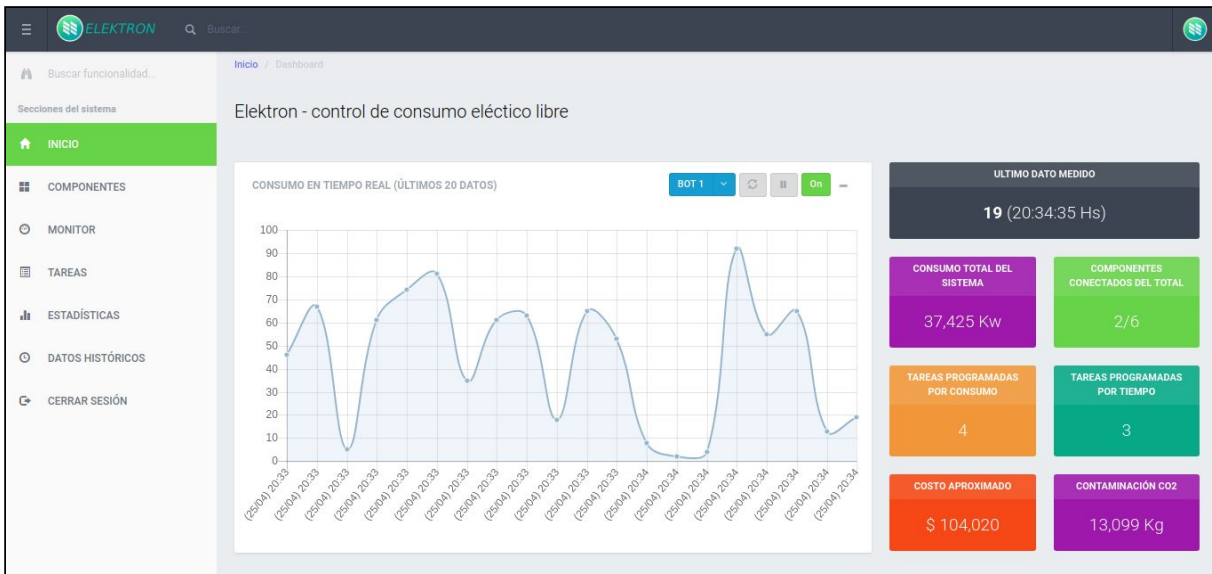 ELEKTRON
Buscar...
Buscar funcionalidad...
Secciones del sistema
INICIO
COMPONENTES
MONITOR
TAREAS
ESTADÍSTICAS
DATOS HISTÓRICOS
CERRAR SESIÓN
Inicio / Dashboard
Elektron - control de consumo eléctico libre
CONSUMO EN TIEMPO REAL (ÚLTIMOS 20 DATOS)
BOT 1
On
100
90
80
70
60
50
40
30
20
10
0
(25/04) 20:33
(25/04) 20:33
(25/04) 20:33
(25/04) 20:33
(25/04) 20:33
(25/04) 20:33
(25/04) 20:33
(25/04) 20:33
(25/04) 20:33
(25/04) 20:33
(25/04) 20:33
(25/04) 20:33
(25/04) 20:34
(25/04) 20:34
(25/04) 20:34
(25/04) 20:34
(25/04) 20:34
(25/04) 20:34
(25/04) 20:34
(25/04) 20:34
ULTIMO DATO MEDIDO
19 (20:34:35 Hs)
CONSUMO TOTAL DEL
SISTEMA
37,425 Kw
COMPONENTES
CONECTADOS DEL TOTAL
2/6
TAREAS PROGRAMADAS
POR CONSUMO
4
TAREAS PROGRAMADAS
POR TIEMPO
3
COSTO APROXIMADO
$ 104,020
CONTAMINACIÓN CO2
13,099 Kg